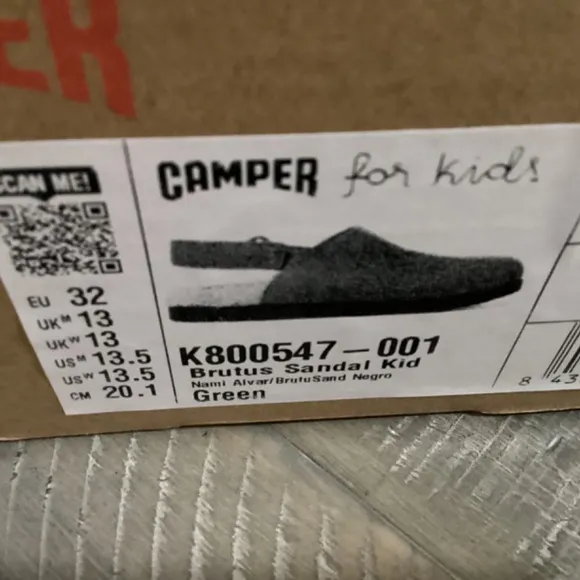 ER
SCAN ME!
CAMPER for kids
EU 32
UKᴹ 13
UKᵂ 13
USᴹ 13.5
USᵂ 13.5
CM 20.1
K800547-001
Brutus Sandal Kid
Nami Alvar/BrutuSand Negro
Green
8 43